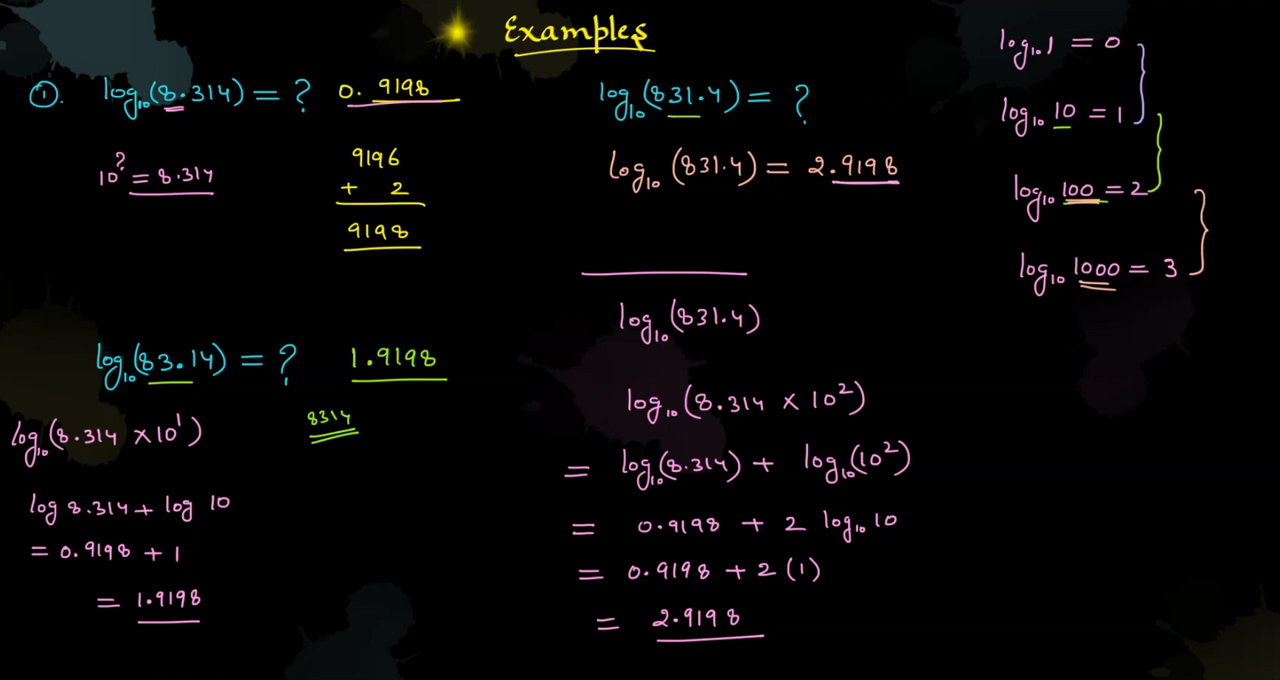 Examples
①. log₁₀(8.314) = ? 0.9198
10^? = 8.314
9196
+ 2
9198
log₁₀(83.14) = ? 1.9198
8314
log₁₀(8.314 × 10¹)
log 8.314 + log 10
= 0.9198 + 1
= 1.9198
log₁₀(831.4) = ?
log₁₀(831.4) = 2.9198
log₁₀(831.4)
log₁₀(8.314 × 10²)
= log₁₀(8.314) + log₁₀(10²)
= 0.9198 + 2 log₁₀ 10
= 0.9198 + 2(1)
= 2.9198
log₁₀ 1 = 0
log₁₀ 10 = 1
log₁₀ 100 = 2
log₁₀ 1000 = 3